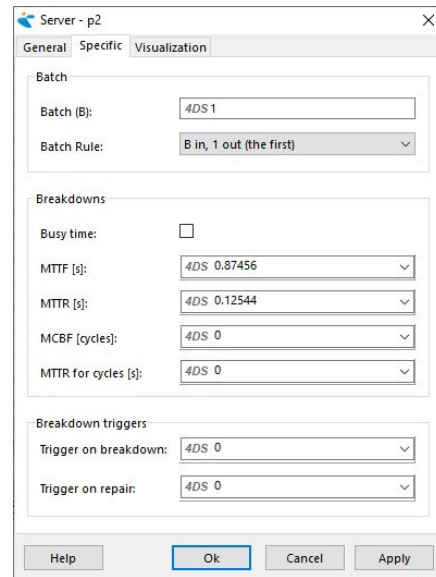 Server - p2
General Specific Visualization
Batch
Batch (B): 4DS 1
Batch Rule: B in, 1 out (the first)
Breakdowns
Busy time:
MTTF [s]: 4DS 0.87456
MTTR [s]: 4DS 0.12544
MCBF [cycles]: 4DS 0
MTTR for cycles [s]: 4DS 0
Breakdown triggers
Trigger on breakdown: 4DS 0
Trigger on repair: 4DS 0
Help Ok Cancel Apply